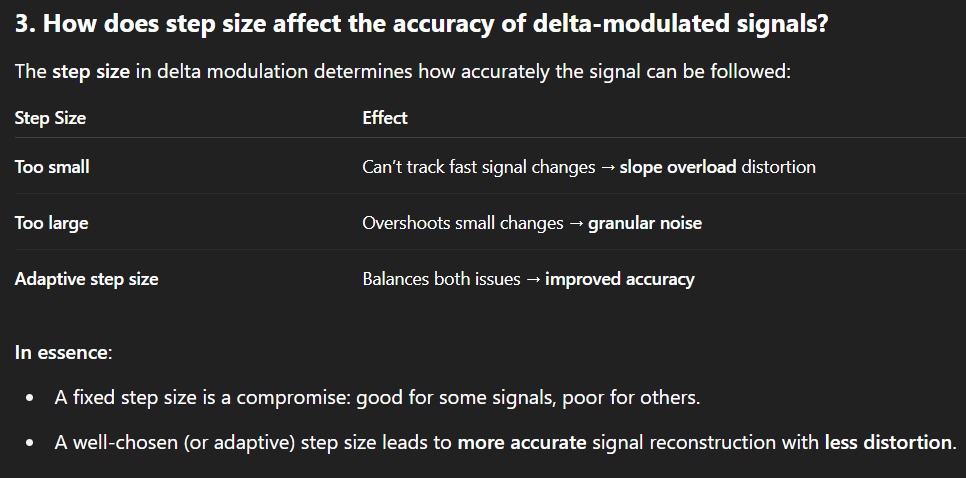 3. How does step size affect the accuracy of delta-modulated signals?
The step size in delta modulation determines how accurately the signal can be followed:
Step Size Effect
Too small Can’t track fast signal changes → slope overload distortion
Too large Overshoots small changes → granular noise
Adaptive step size Balances both issues → improved accuracy
In essence:
• A fixed step size is a compromise: good for some signals, poor for others.
• A well-chosen (or adaptive) step size leads to more accurate signal reconstruction with less distortion.